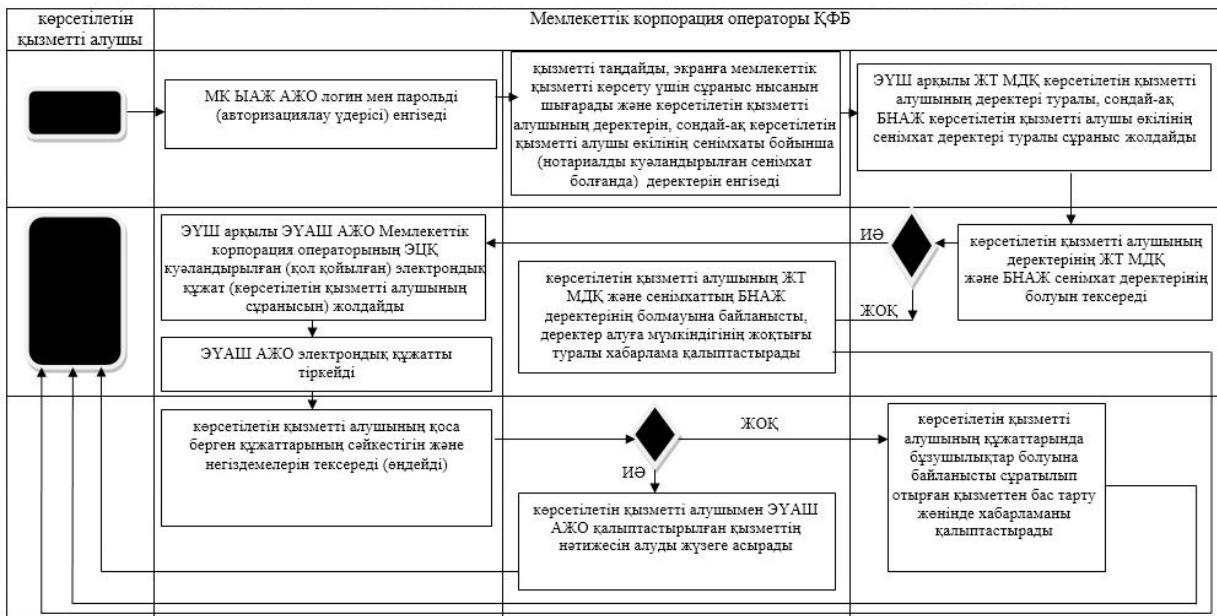 көрсетілетін
қызметті алушы
Мемлекеттік корпорация операторы ҚФБ
МК ЫАЖ АЖО логин мен парольді
(авторизациялау үдерісі) енгізеді
қызметті таңдайды, экранға мемлекеттік
қызметті көрсету үшін сұраныс нысанын
шығарады және көрсетілетін қызметті
алушының деректерін, сондай-ақ көрсетілетін
қызметті алушы өкілінің сенімхаты бойынша
(нотариалды куәландырылған сенімхат
болғанда) деректерін енгізеді
ЭҮШ арқылы ЖТ МДҚ көрсетілетін қызметті
алушының деректері туралы, сондай-ақ
БНАЖ көрсетілетін қызметті алушы өкілінің
сенімхат деректері туралы сұраныс жолдайды
ЭҮШ арқылы ЭҮАШ АЖО Мемлекеттік
корпорация операторының ЭЦҚ
куәландырылған (қол қойылған) электрондық
құжат (көрсетілетін қызметті алушының
сұранысын) жолдайды
ИӘ
көрсетілетін қызметті алушының
деректерінің ЖТ МДҚ
және БНАЖ сенімхат деректерінің
болуын тексереді
көрсетілетін қызметті алушының ЖТ
МДҚ және сенімхаттың БНАЖ
деректерінің болмауына байланысты,
деректер алуға мүмкіндігінің жоқтығы
туралы хабарлама қалыптастырады
ЖОҚ
ЭҮАШ АЖО электрондық құжатты
тіркейді
көрсетілетін қызметті алушының қоса
берген құжаттарының сәйкестігін және
негіздемелерін тексереді (өңдейді)
ЖОҚ
ИӘ
көрсетілетін қызметті
алушының құжаттарында
бұзушылықтар болуына
байланысты сұратылып
отырған қызметтен бас тарту
жөнінде хабарламаны
қалыптастырады
көрсетілетін қызметті алушымен ЭҮАШ
АЖО қалыптастырылған қызметтің
нәтижесін алуды жүзеге асырады